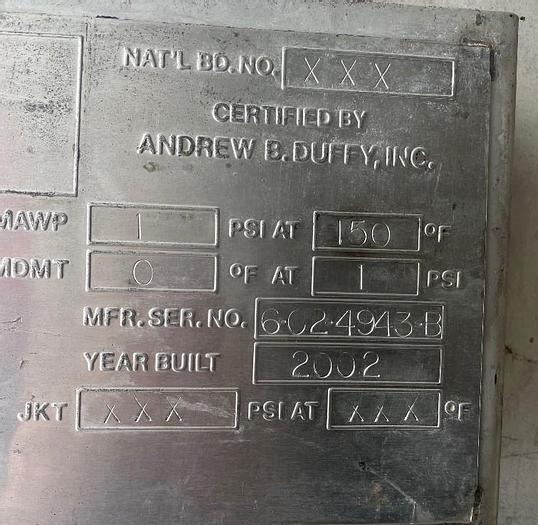 NAT'L BD. NO. X X X
CERTIFIED BY
ANDREW B. DUFFY, INC.
MAWP 1 PSI AT 150 °F
MDMT 0 °F AT 1 PSI
MFR. SER. NO. 6-02-4943-B
YEAR BUILT 2002
JKT X X X PSI AT X X X °F